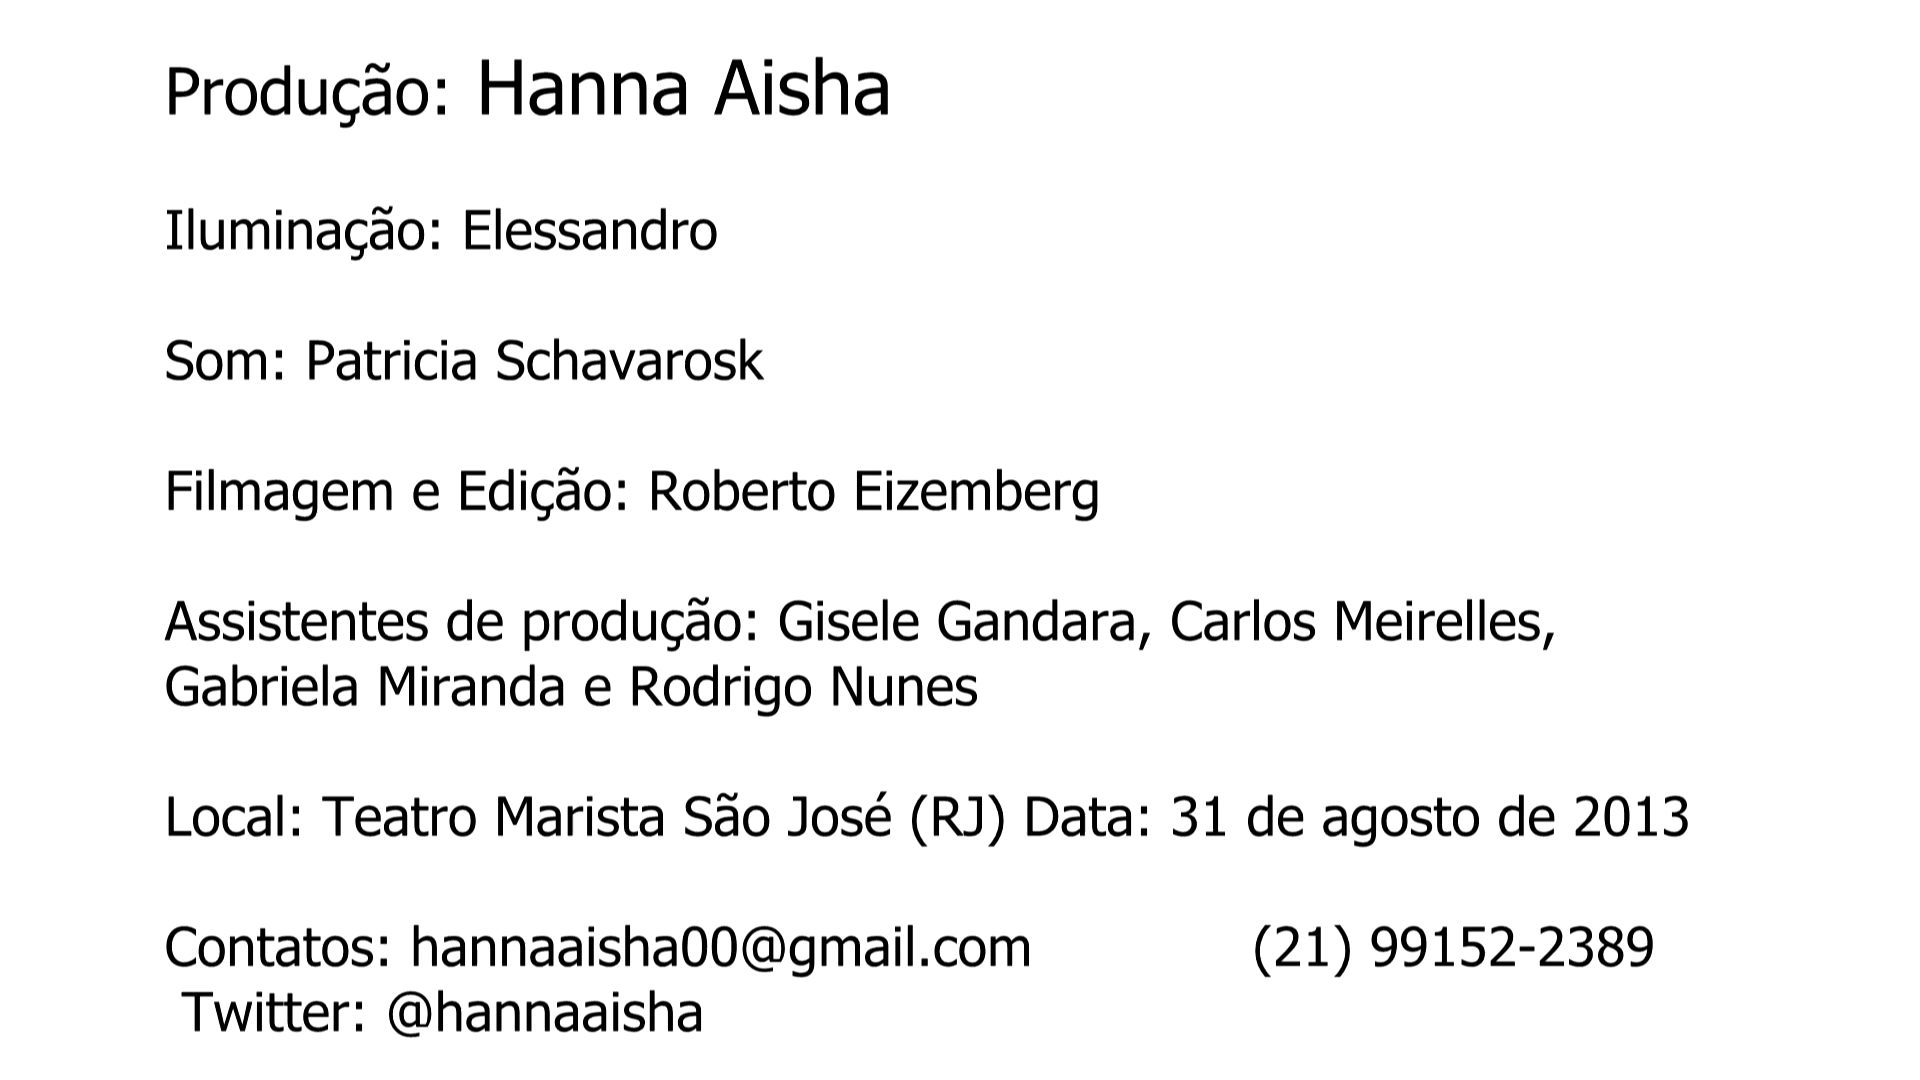 Produção: Hanna Aisha
Iluminação: Elessandro
Som: Patricia Schavarosk
Filmagem e Edição: Roberto Eizemberg
Assistentes de produção: Gisele Gandara, Carlos Meirelles,
Gabriela Miranda e Rodrigo Nunes
Local: Teatro Marista São José (RJ) Data: 31 de agosto de 2013
Contatos: hannaaisha00@gmail.com (21) 99152-2389
Twitter: @hannaaisha